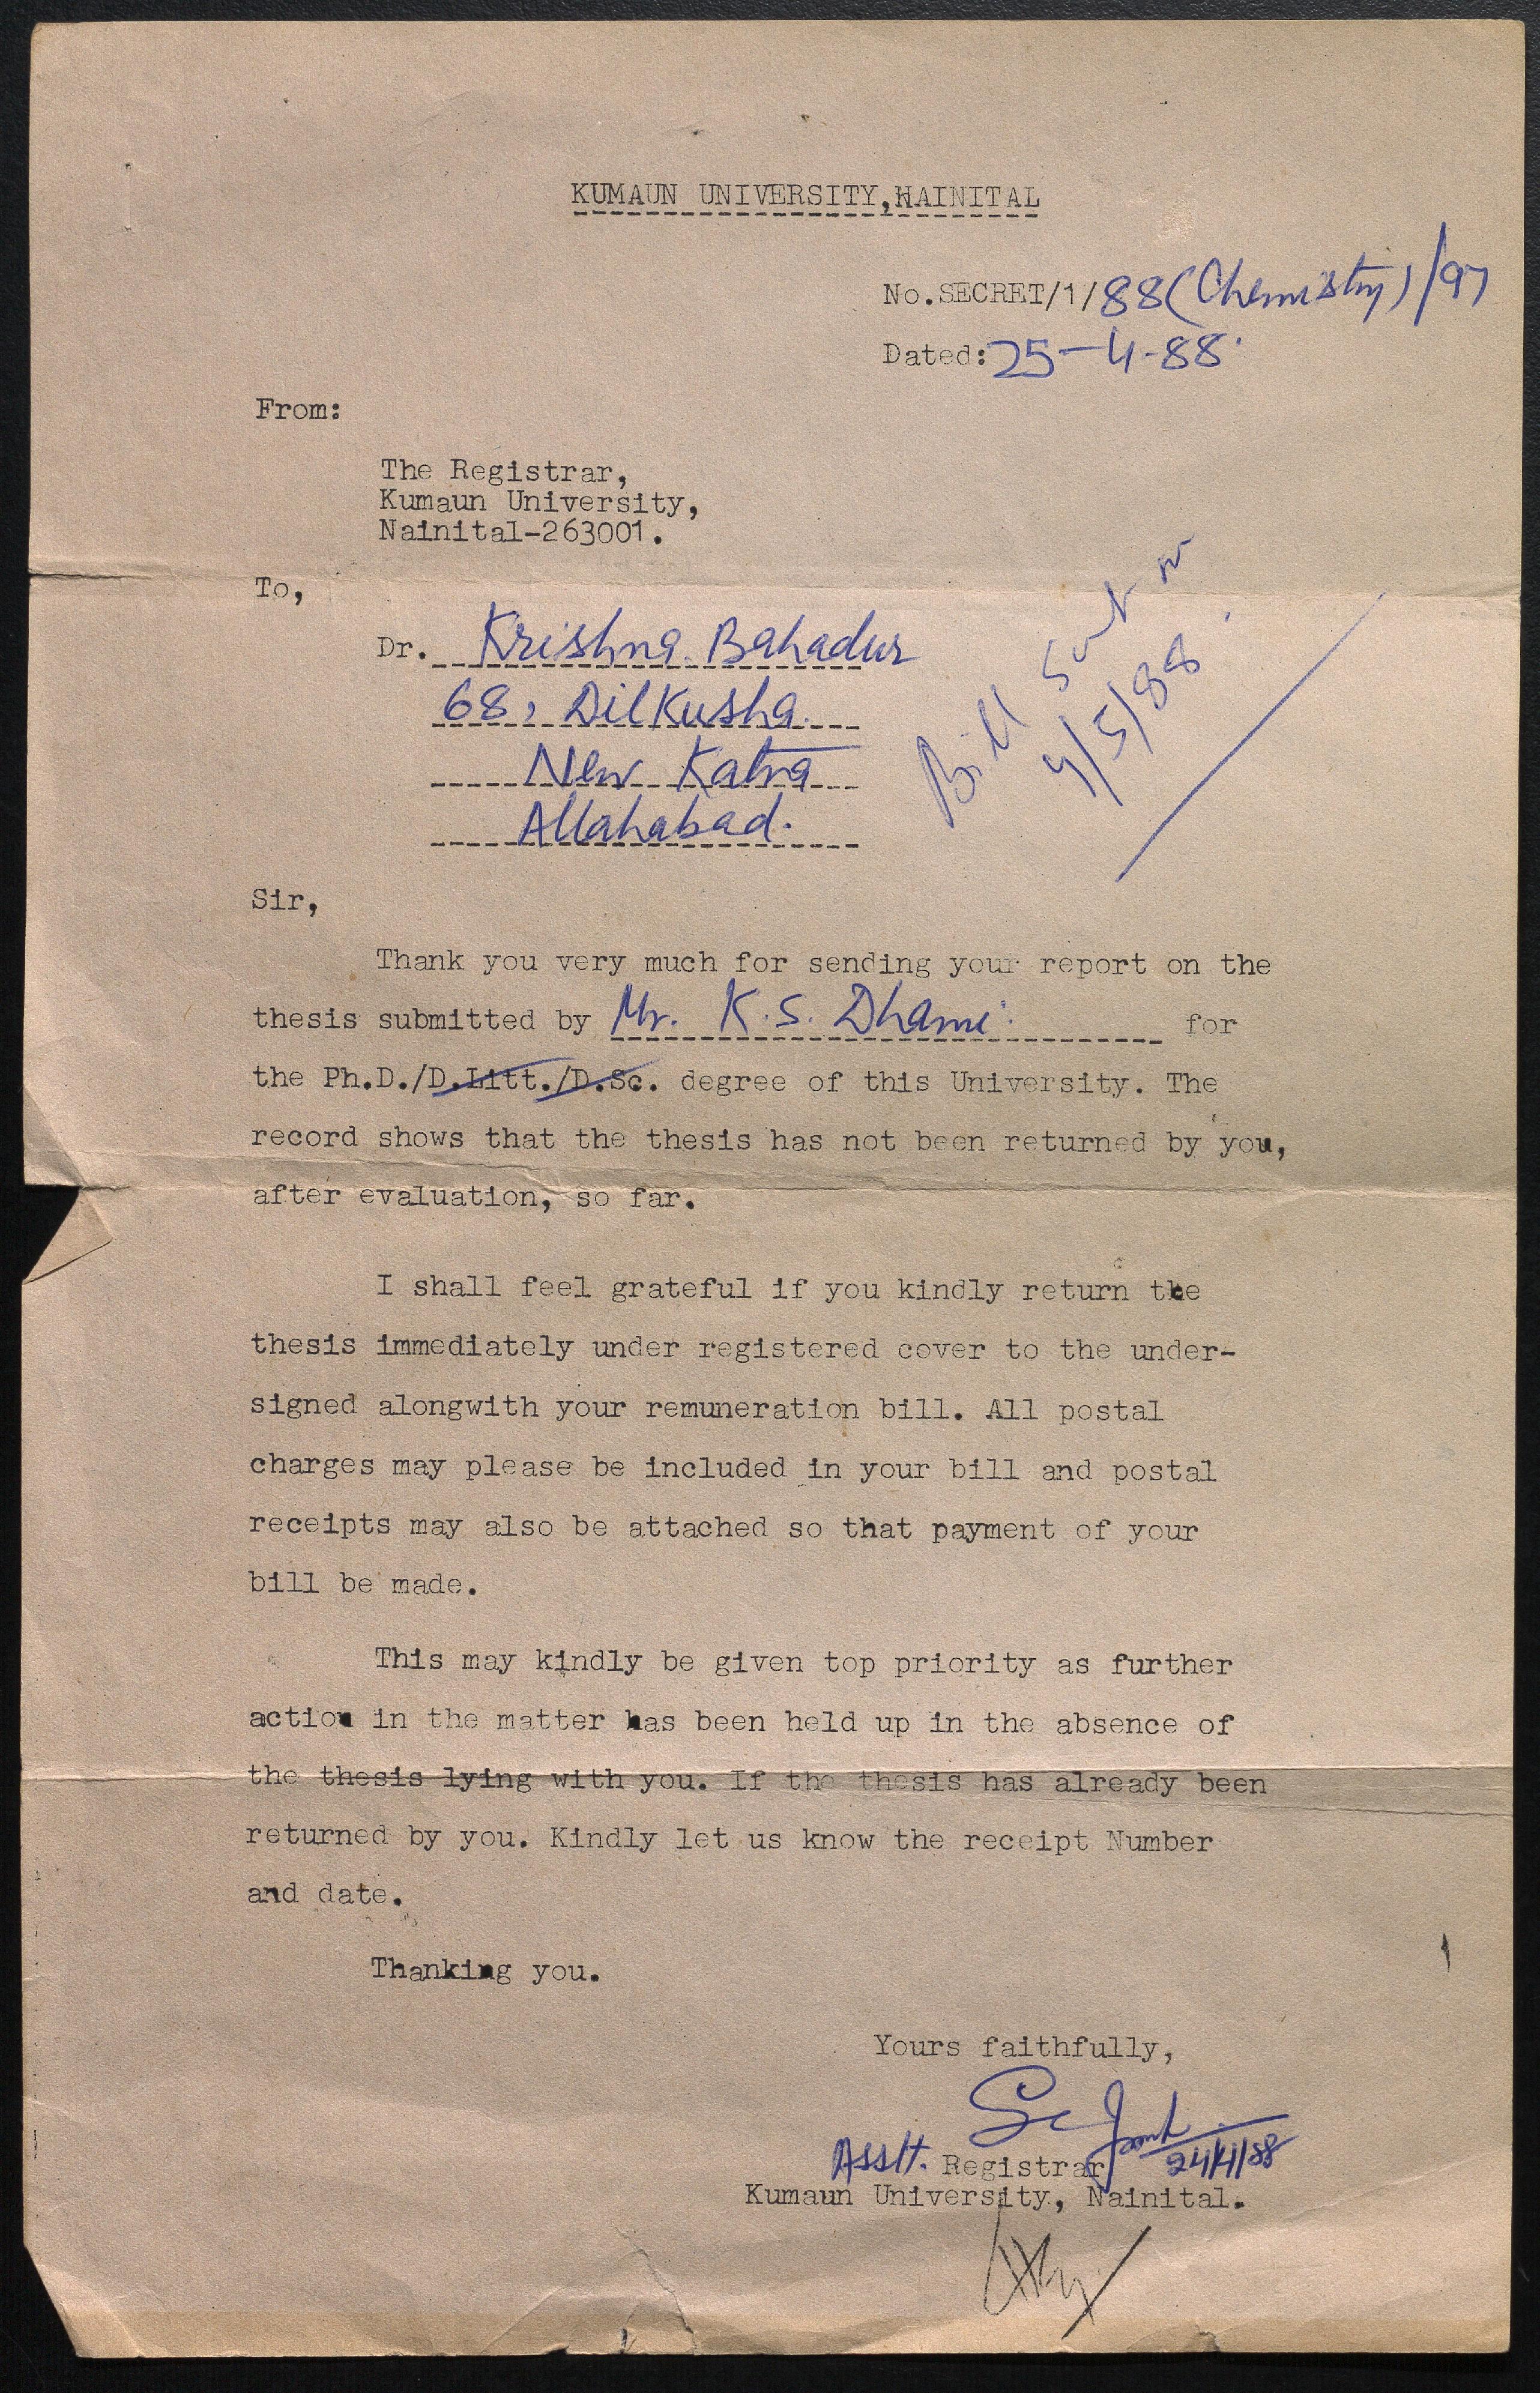 KUMAUN UNIVERSITY,NAINITAL
No.SECRET/1/88(Chemistry)/97
Dated:25-4-88.
From:
The Registrar,
Kumaun University,
Nainital-263001.
To,
Dr. Krishna Bahadur
68, Dilkusha
New Katra
Allahabad.
Bill sent on
9/5/88.
Sir,
Thank you very much for sending your report on the
thesis submitted by Mr. K.S. Dhami for
the Ph.D./D.Litt./D.Sc. degree of this University. The
record shows that the thesis has not been returned by you,
after evaluation, so far.
I shall feel grateful if you kindly return the
thesis immediately under registered cover to the under-
signed alongwith your remuneration bill. All postal
charges may please be included in your bill and postal
receipts may also be attached so that payment of your
bill be made.
This may kindly be given top priority as further
action in the matter has been held up in the absence of
the thesis lying with you. If the thesis has already been
returned by you. Kindly let us know the receipt Number
and date.
Thanking you.
Yours faithfully,
Asstt. Registrar 24/4/88
Kumaun University, Nainital.